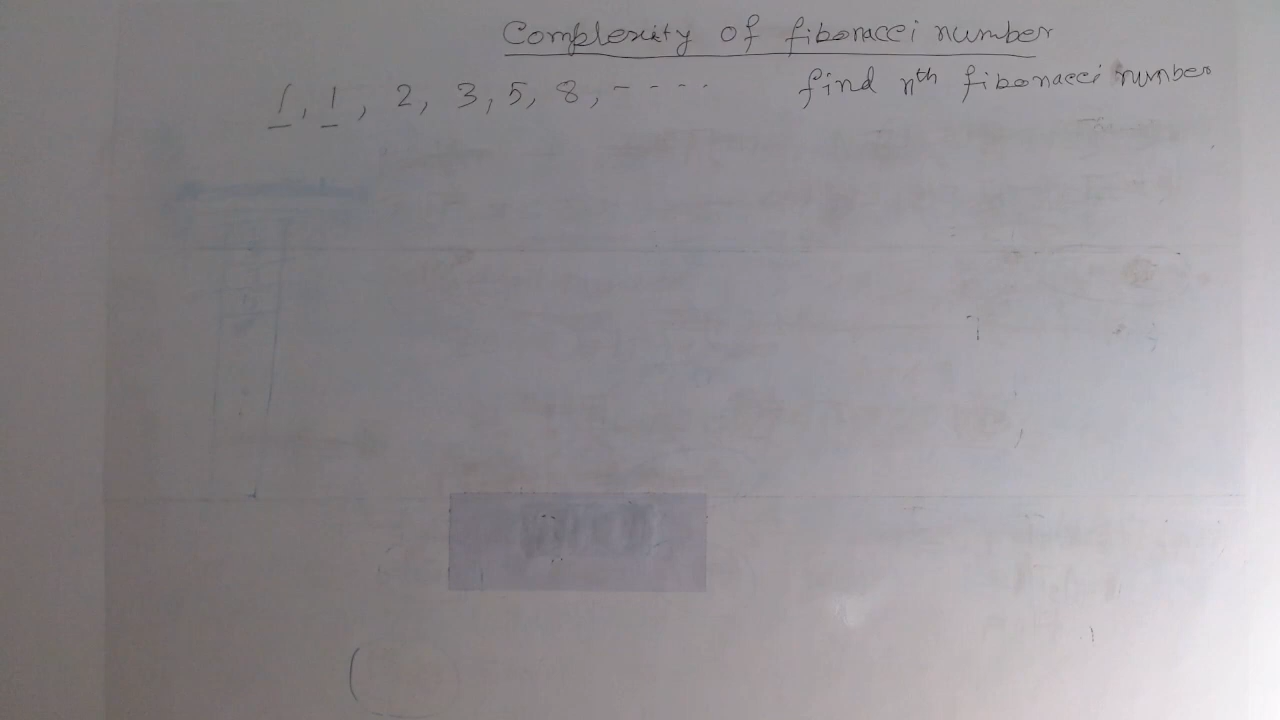 Complexity of fibonacci number
1, 1, 2, 3, 5, 8, - - - - find nth fibonacci number